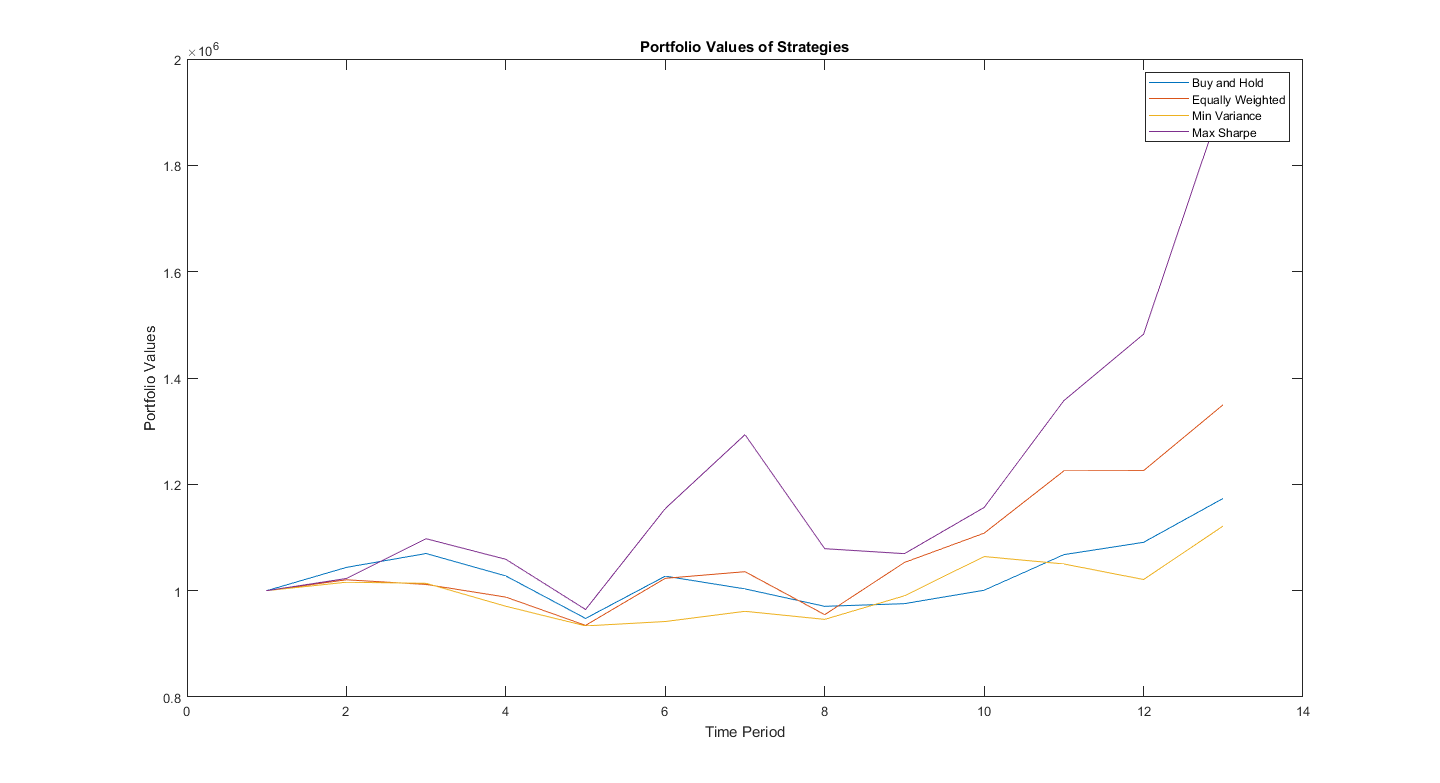 Portfolio Values of Strategies
×10^6
2
1.8
1.6
1.4
1.2
1
0.8
Portfolio Values
0 2 4 6 8 10 12 14
Time Period
Buy and Hold
Equally Weighted
Min Variance
Max Sharpe